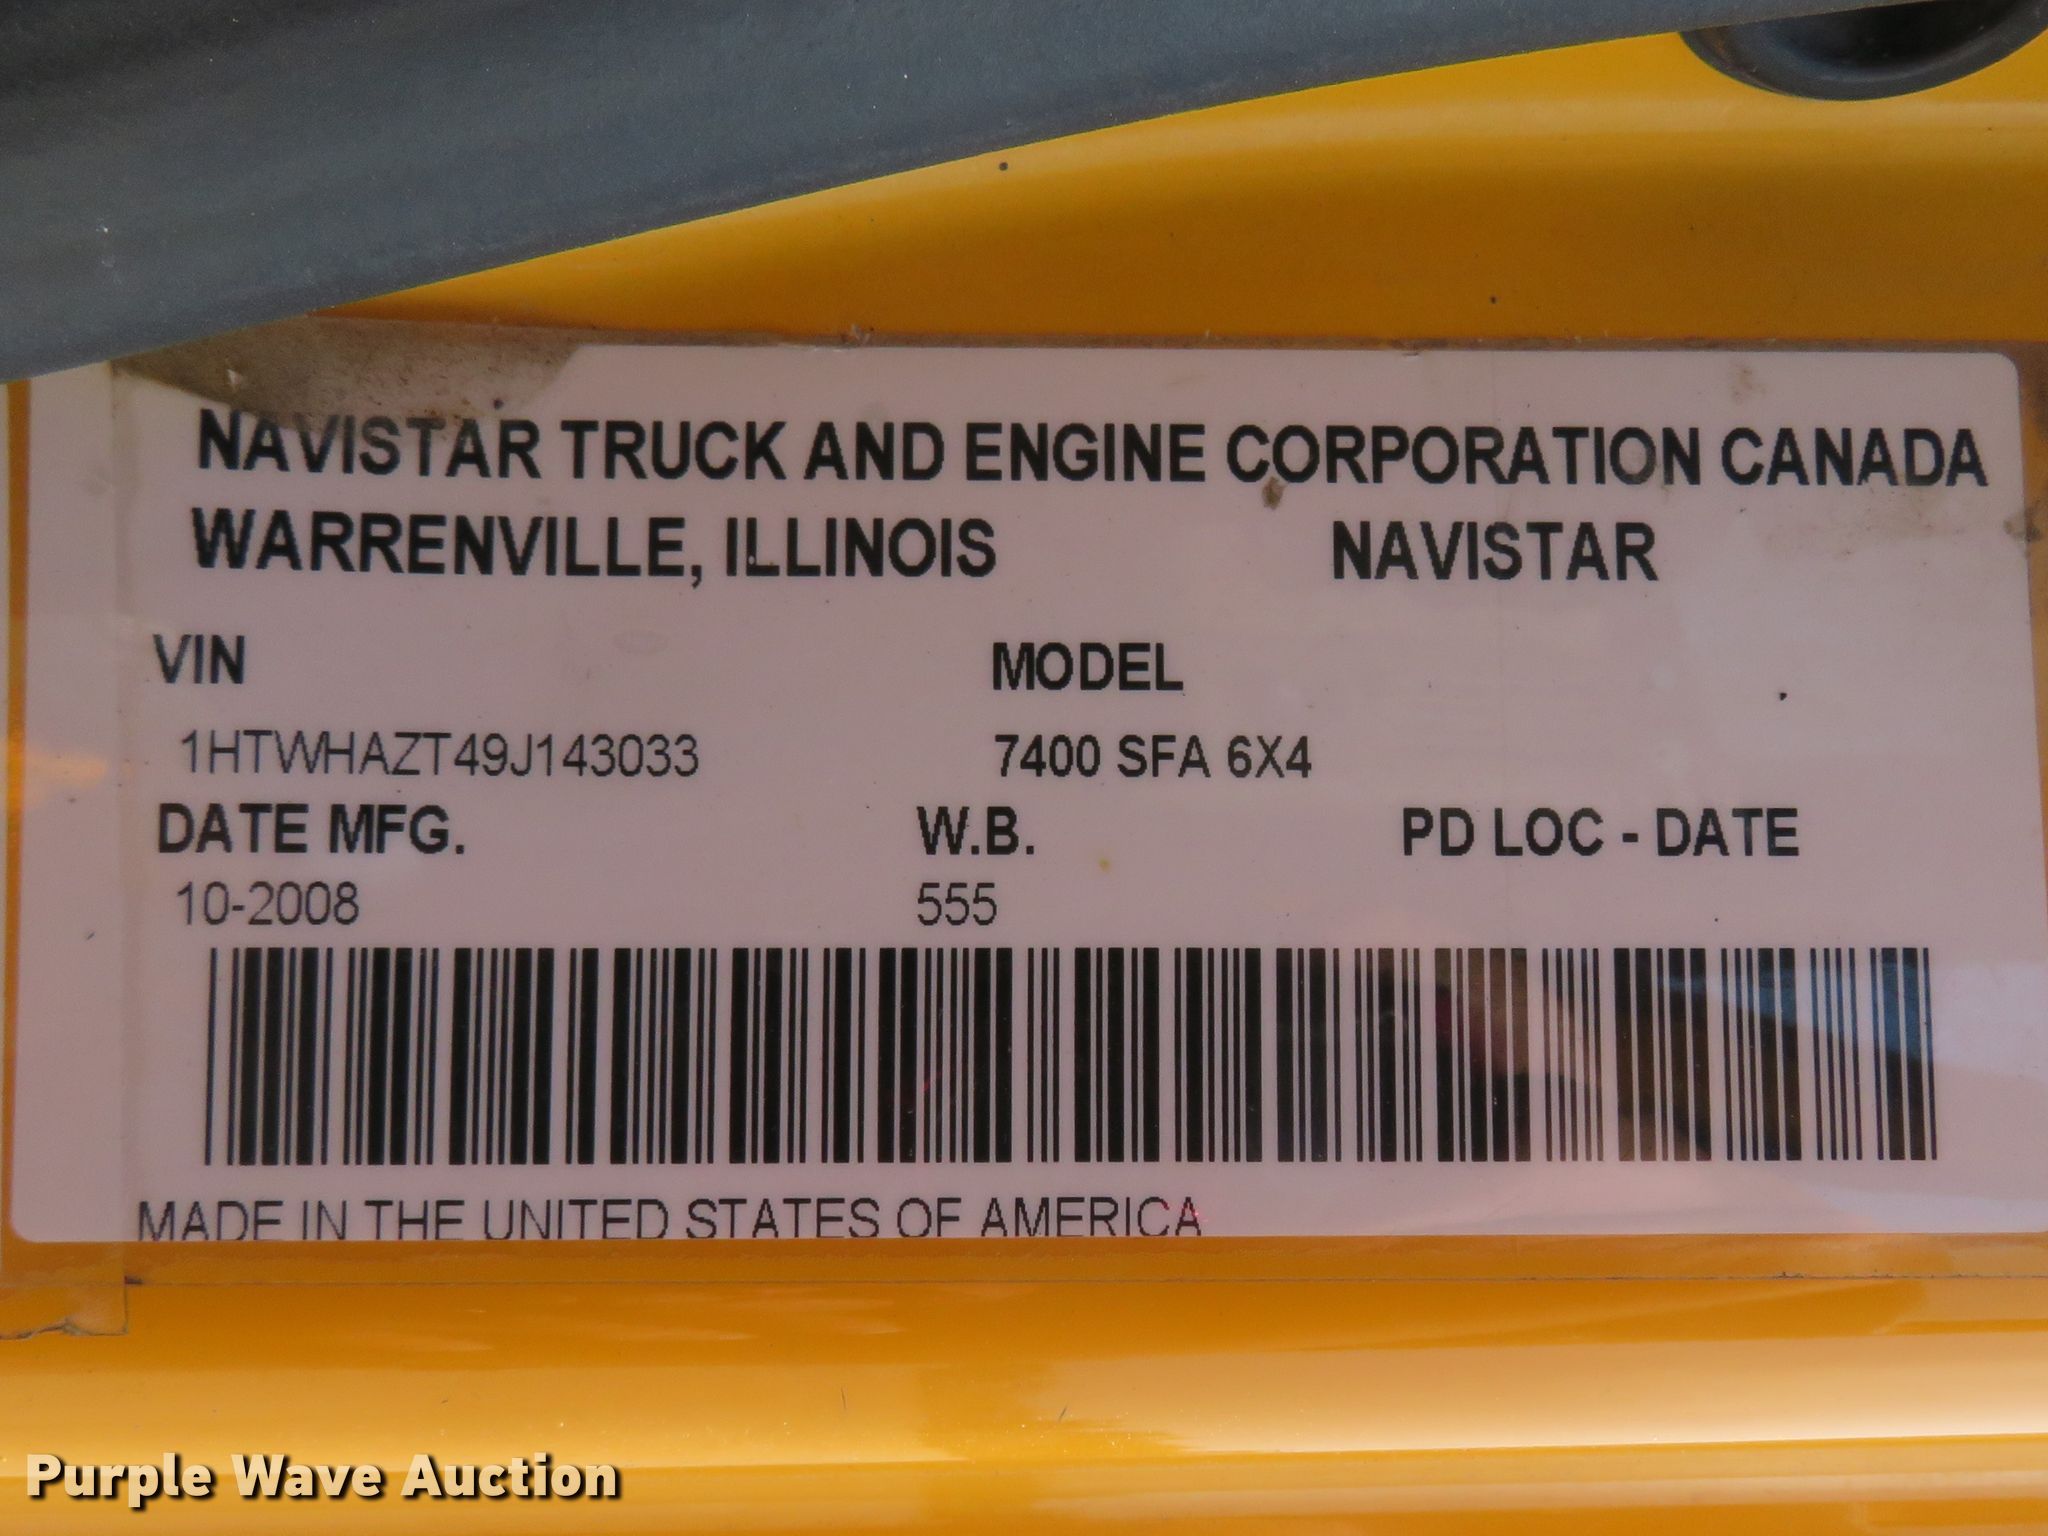 NAVISTAR TRUCK AND ENGINE CORPORATION CANADA
WARRENVILLE, ILLINOIS NAVISTAR
VIN MODEL
1HTWHAZT49J143033 7400 SFA 6X4
DATE MFG. W.B. PD LOC - DATE
10-2008 555
MADE IN THE UNITED STATES OF AMERICA
Purple Wave Auction